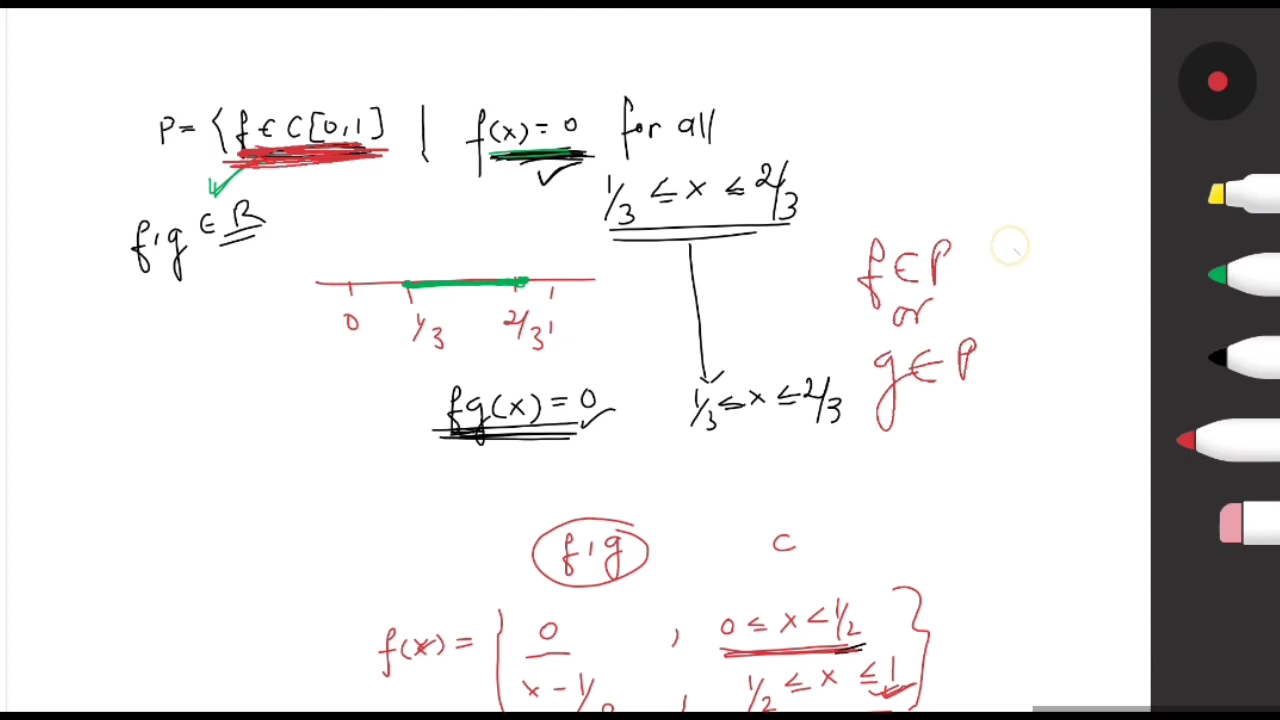 P = { f ∈ C[0,1] | f(x) = 0 for all
1/3 ≤ x ≤ 2/3
f, g ∈ R
f ∈ P
or
g ∈ P
0 1/3 2/3 1
fg(x) = 0 1/3 ≤ x ≤ 2/3
f, g C
f(x) = { 0 , 0 ≤ x < 1/2
x - 1/ , 1/2 ≤ x ≤ 1 }